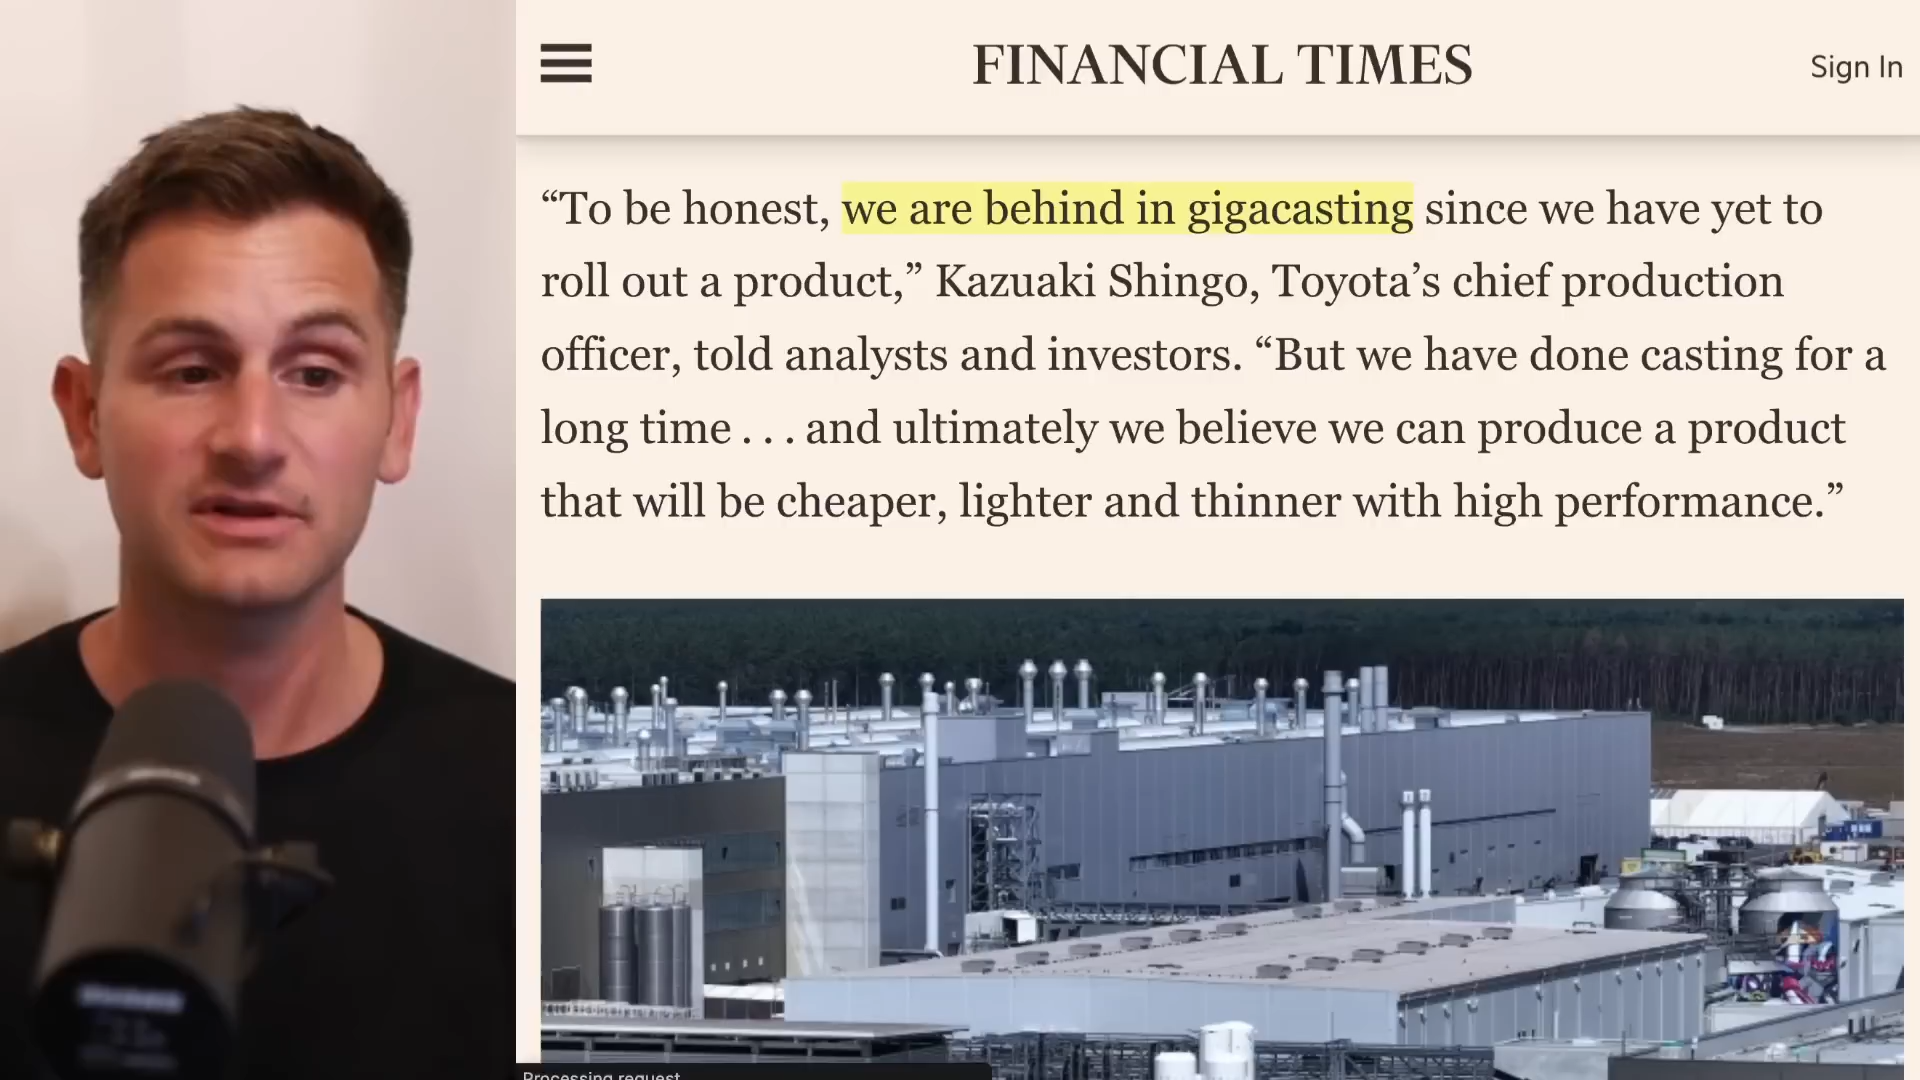 FINANCIAL TIMES
Sign In
“To be honest, we are behind in gigacasting since we have yet to
roll out a product,” Kazuaki Shingo, Toyota’s chief production
officer, told analysts and investors. “But we have done casting for a
long time . . . and ultimately we believe we can produce a product
that will be cheaper, lighter and thinner with high performance.”
Processing request